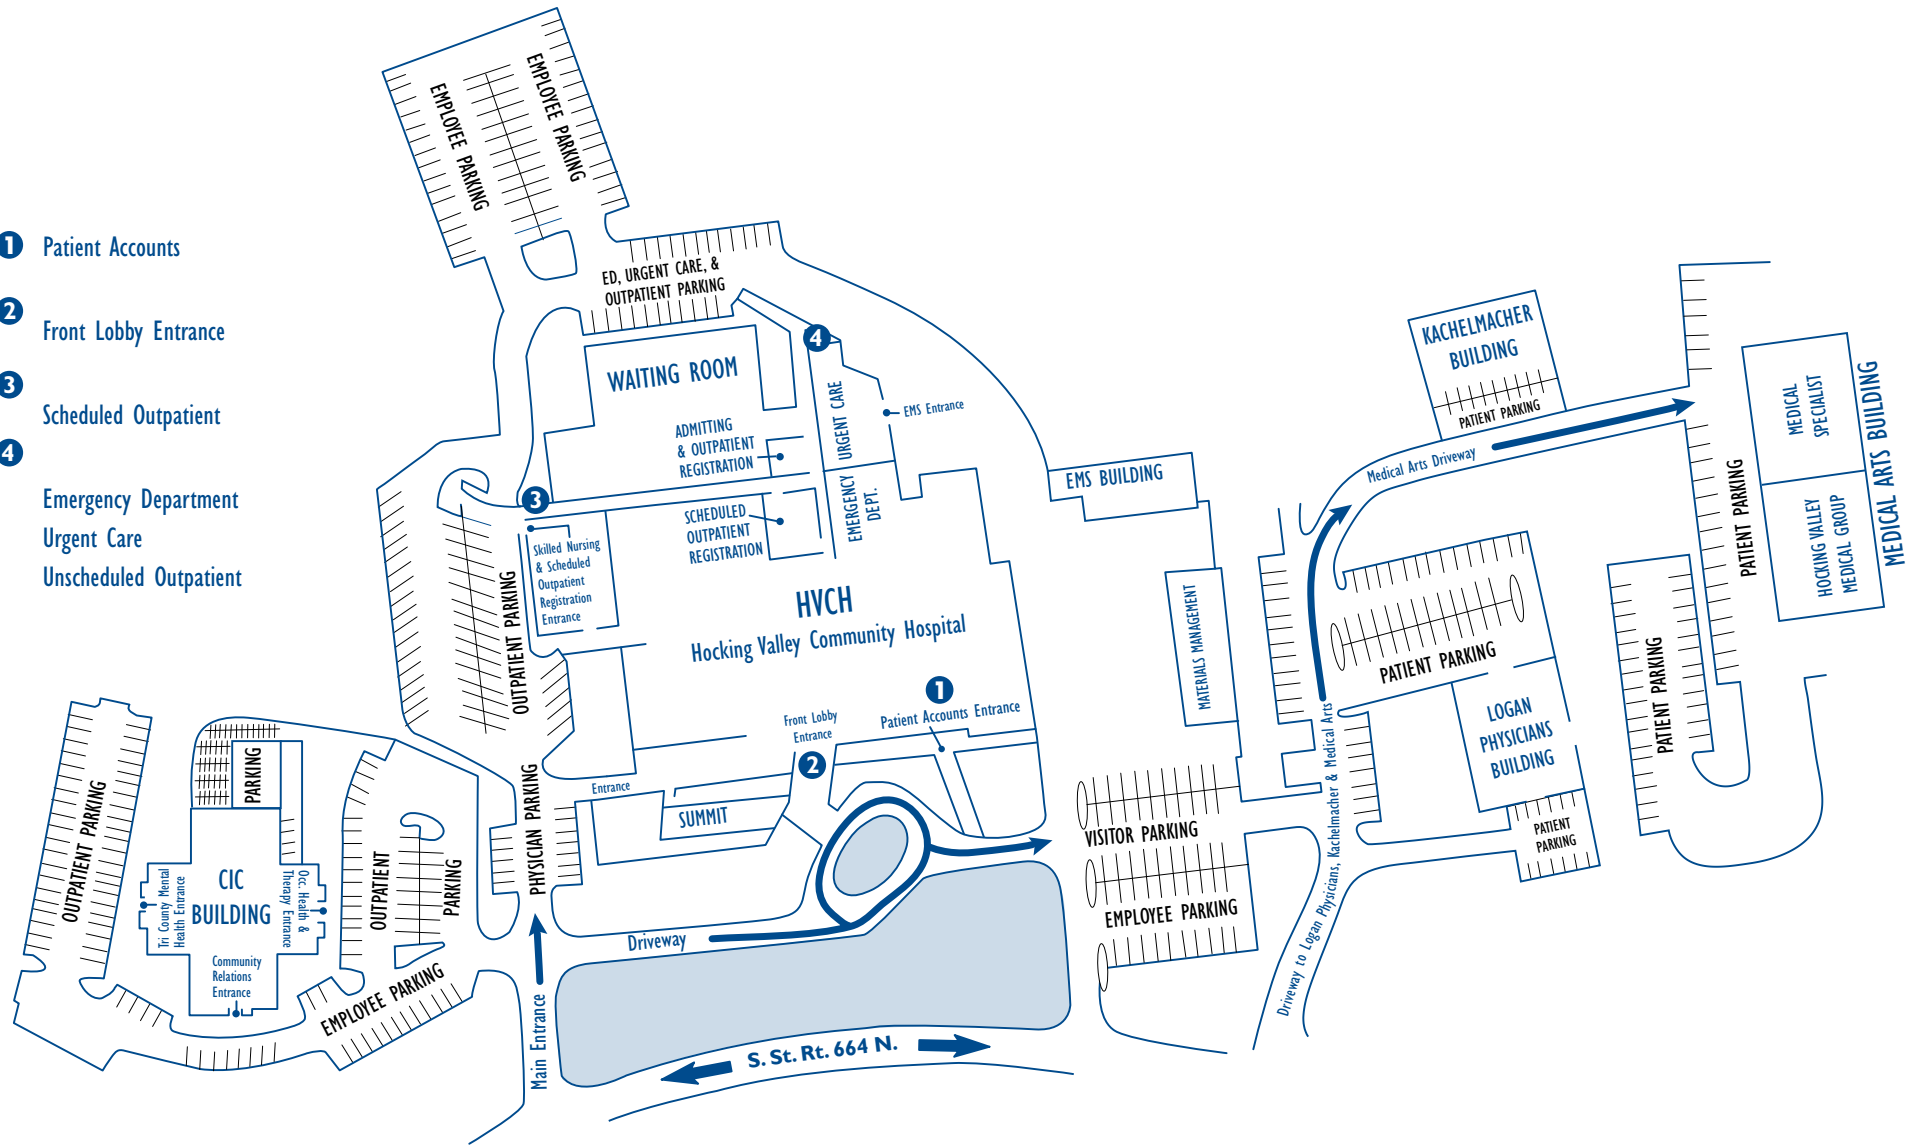 1 Patient Accounts
2
Front Lobby Entrance
3
Scheduled Outpatient
4
Emergency Department
Urgent Care
Unscheduled Outpatient
EMPLOYEE PARKING
EMPLOYEE PARKING
ED, URGENT CARE, &
OUTPATIENT PARKING
4
WAITING ROOM
URGENT CARE
EMS Entrance
ADMITTING
& OUTPATIENT
REGISTRATION
3
SCHEDULED
OUTPATIENT
REGISTRATION
EMERGENCY
DEPT.
Skilled Nursing
& Scheduled
Outpatient
Registration
Entrance
OUTPATIENT PARKING
HVCH
Hocking Valley Community Hospital
1
Patient Accounts Entrance
Front Lobby
Entrance
2
Entrance
SUMMIT
PHYSICIAN PARKING
EMS BUILDING
MATERIALS MANAGEMENT
KACHELMACHER
BUILDING
PATIENT PARKING
Medical Arts Driveway
MEDICAL
SPECIALIST
HOCKING VALLEY
MEDICAL GROUP
MEDICAL ARTS BUILDING
PATIENT PARKING
PATIENT PARKING
PATIENT PARKING
LOGAN
PHYSICIANS
BUILDING
PATIENT
PARKING
VISITOR PARKING
EMPLOYEE PARKING
Driveway to Logan Physicians, Kachelmacher & Medical Arts
OUTPATIENT PARKING
PARKING
CIC
BUILDING
Tri County Mental
Health Entrance
Occ. Health &
Therapy Entrance
Community
Relations
Entrance
OUTPATIENT
PARKING
EMPLOYEE PARKING
Driveway
Main Entrance
S. St. Rt. 664 N.